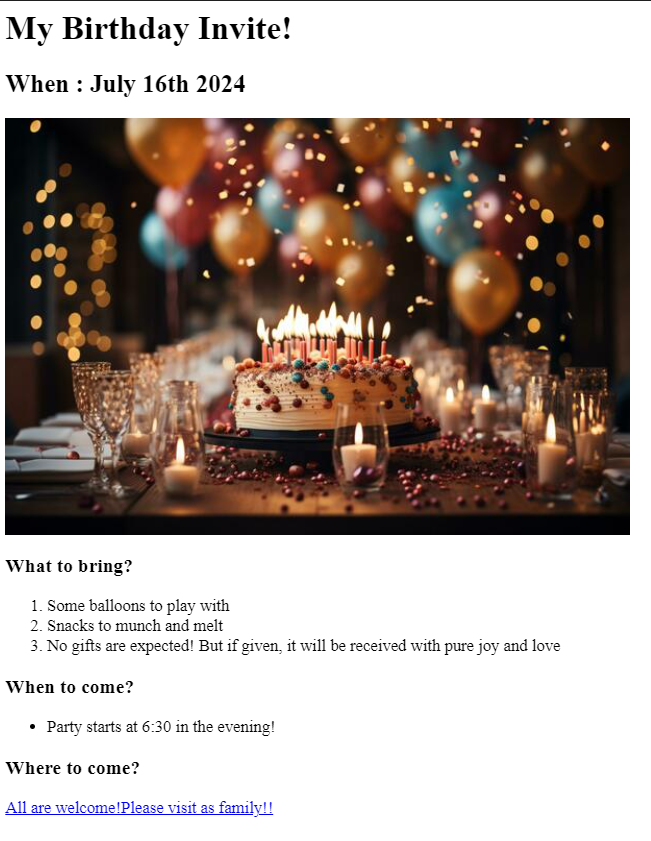 My Birthday Invite!
When : July 16th 2024
What to bring?
1. Some balloons to play with
2. Snacks to munch and melt
3. No gifts are expected! But if given, it will be received with pure joy and love
When to come?
• Party starts at 6:30 in the evening!
Where to come?
All are welcome!Please visit as family!!